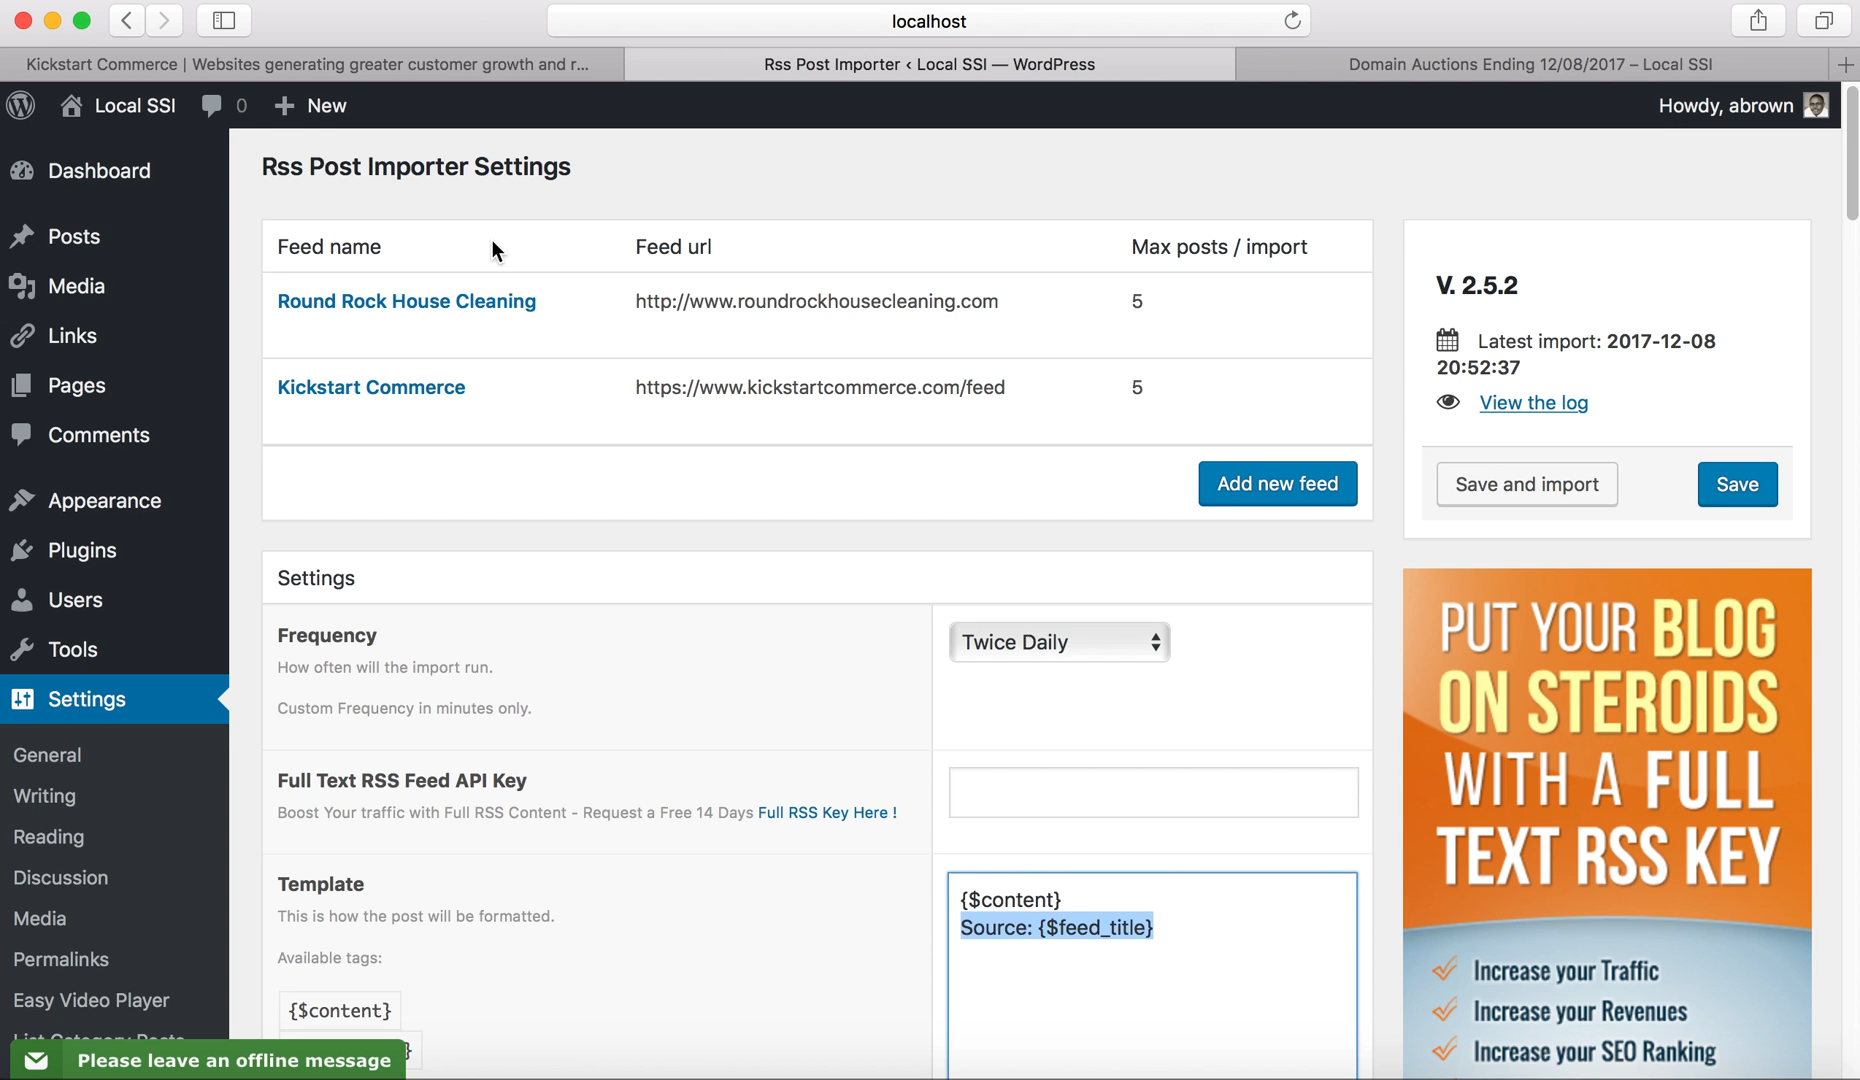 localhost
Kickstart Commerce | Websites generating greater customer growth and r...
Rss Post Importer ‹ Local SSI — WordPress
Domain Auctions Ending 12/08/2017 – Local SSI
Local SSI
0
New
Howdy, abrown
Dashboard
Posts
Media
Links
Pages
Comments
Appearance
Plugins
Users
Tools
Settings
General
Writing
Reading
Discussion
Media
Permalinks
Easy Video Player
List Category Posts
Please leave an offline message
Rss Post Importer Settings
Feed name Feed url Max posts / import
Round Rock House Cleaning http://www.roundrockhousecleaning.com 5
Kickstart Commerce https://www.kickstartcommerce.com/feed 5
Add new feed
Settings
Frequency
How often will the import run.
Custom Frequency in minutes only.
Twice Daily
Full Text RSS Feed API Key
Boost Your traffic with Full RSS Content - Request a Free 14 Days Full RSS Key Here !
Template
This is how the post will be formatted.
Available tags:
{$content}
}
{$content}
Source: {$feed_title}
V. 2.5.2
Latest import: 2017-12-08
20:52:37
View the log
Save and import
Save
PUT YOUR BLOG
ON STEROIDS
WITH A FULL
TEXT RSS KEY
Increase your Traffic
Increase your Revenues
Increase your SEO Ranking